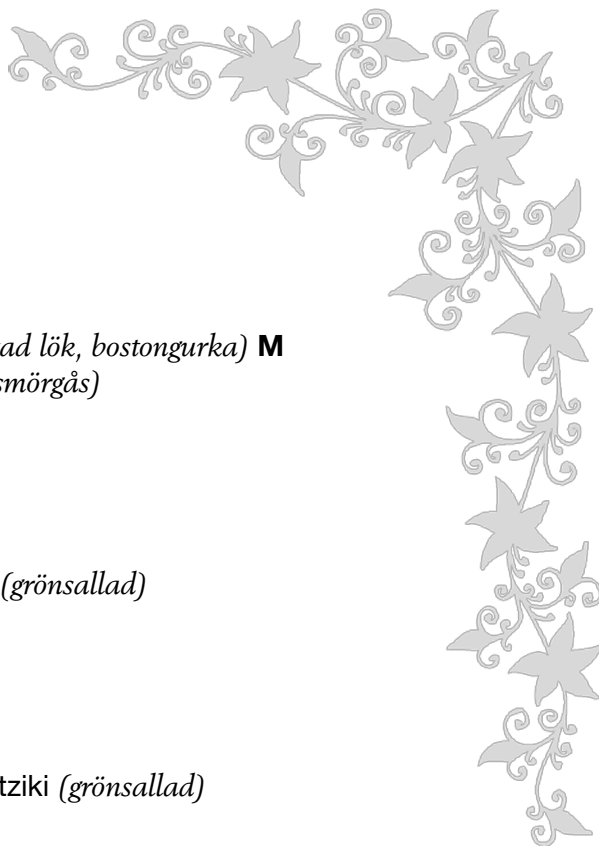 ad lök, bostongurka) M
smörgås)
(grönsallad)
tziki (grönsallad)